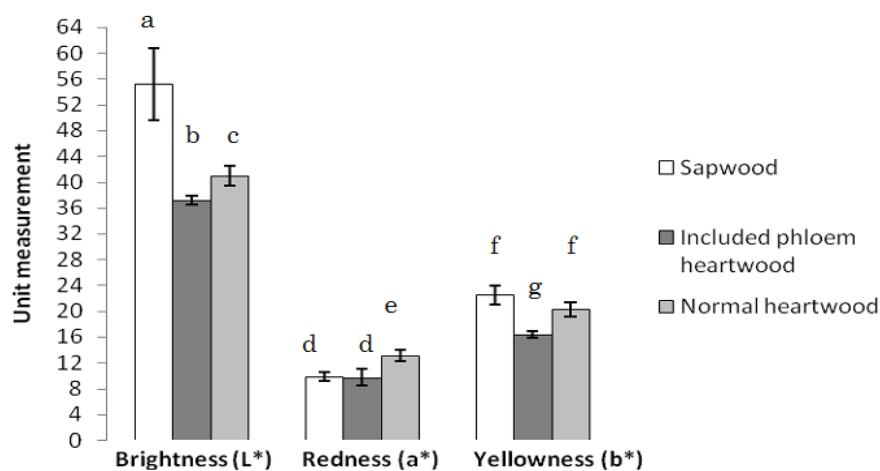 64
60
56
52
48
44
40
36
32
28
24
20
16
12
8
4
0
Unit measurement
a
b
c
d
d
e
f
g
f
Brightness (L*)
Redness (a*)
Yellowness (b*)
Sapwood
Included phloem
heartwood
Normal heartwood